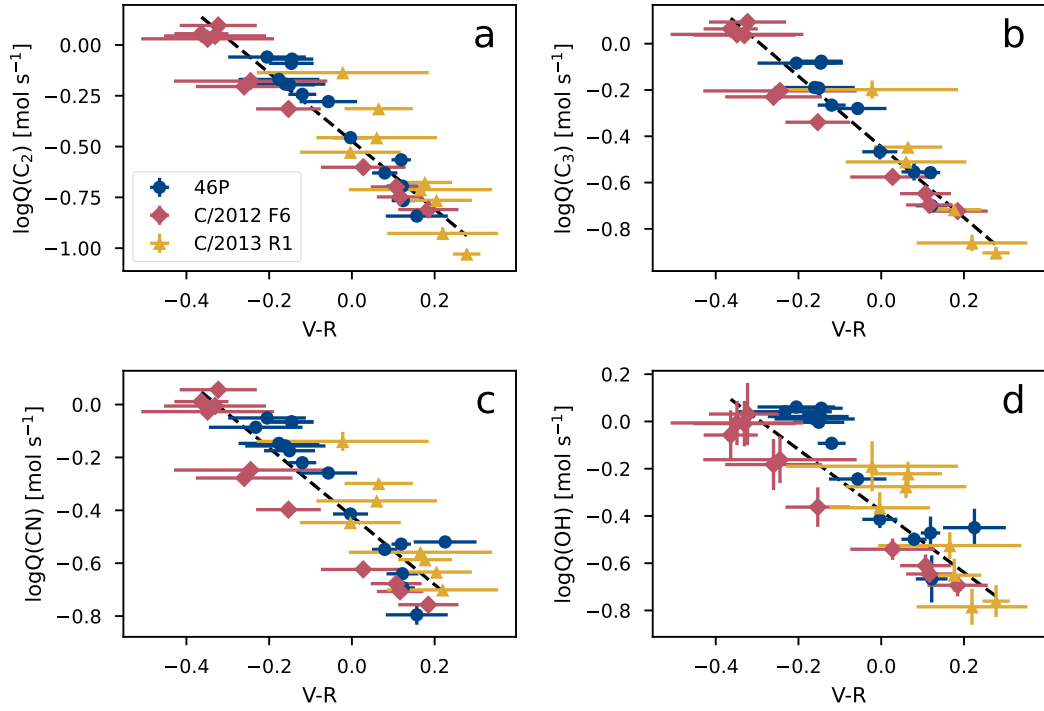 a
0.00
−0.25
−0.50
−0.75
−1.00
logQ(C₂) [mol s⁻¹]
46P
C/2012 F6
C/2013 R1
−0.4 −0.2 0.0 0.2
V-R
b
0.0
−0.2
−0.4
−0.6
−0.8
logQ(C₃) [mol s⁻¹]
−0.4 −0.2 0.0 0.2
V-R
c
0.0
−0.2
−0.4
−0.6
−0.8
logQ(CN) [mol s⁻¹]
−0.4 −0.2 0.0 0.2
V-R
d
0.2
0.0
−0.2
−0.4
−0.6
−0.8
logQ(OH) [mol s⁻¹]
−0.4 −0.2 0.0 0.2
V-R